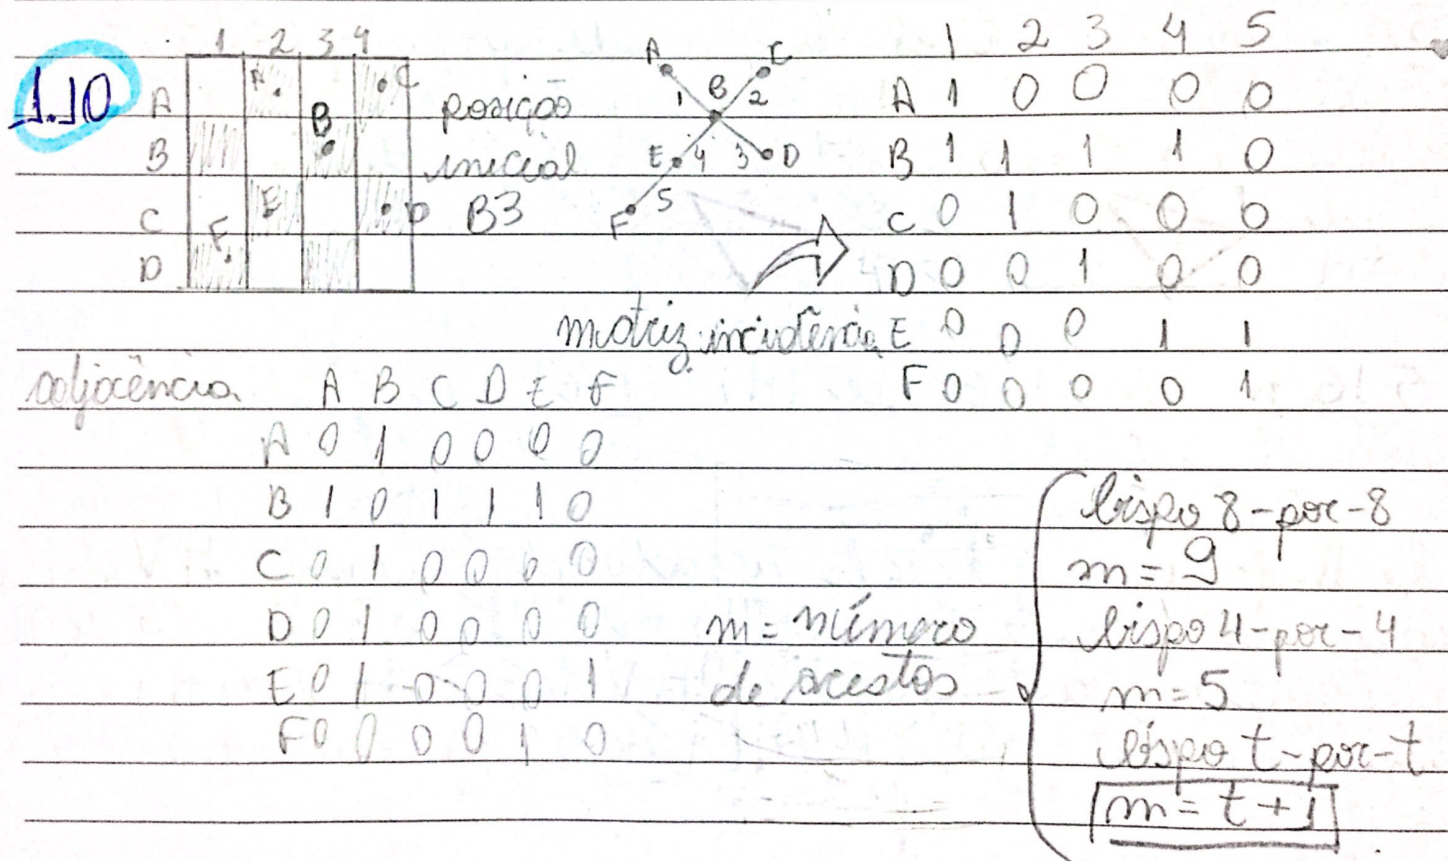 1.10
1 2 3 4
A
B
C
D
A C
B
E D
F
posição
inicial
B3
A C
1 B 2
E 4 3 D
F 5
1 2 3 4 5
A 1 0 0 0 0
B 1 1 1 1 0
C 0 1 0 0 0
D 0 0 1 0 0
matriz incidência E 0 0 0 1 1
F 0 0 0 0 1
adjacência A B C D E F
A 0 1 0 0 0 0
B 1 0 1 1 1 0
C 0 1 0 0 0 0
D 0 1 0 0 0 0
E 0 1 0 0 0 1
F 0 0 0 0 1 0
m = número
de arestas
bispo 8-por-8
m = 9
bispo 4-por-4
m = 5
bispo t-por-t
m = t + 1